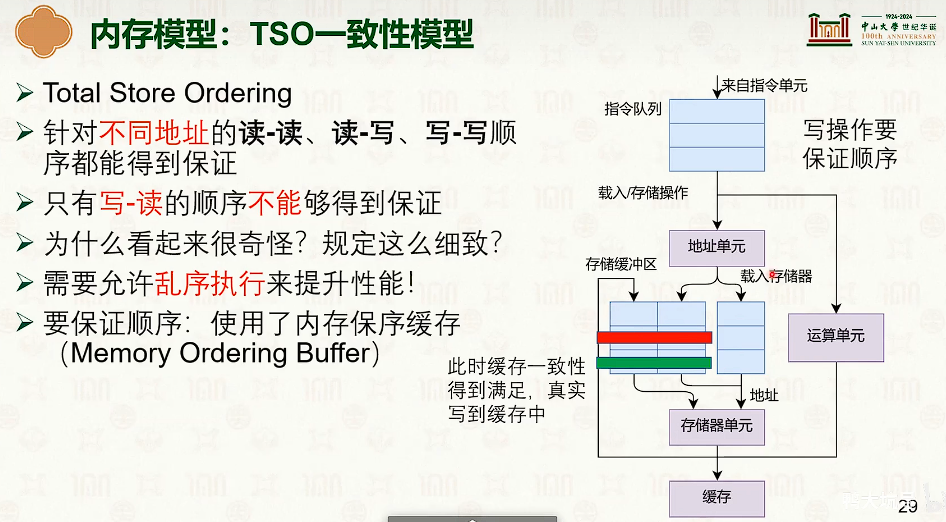 内存模型：TSO一致性模型
1924-2024
中山大学 世纪华诞
100th ANNIVERSARY
SUN YAT-SEN UNIVERSITY
Total Store Ordering
针对不同地址的读-读、读-写、写-写顺
序都能得到保证
只有写-读的顺序不能够得到保证
为什么看起来很奇怪？规定这么细致？
需要允许乱序执行来提升性能！
要保证顺序：使用了内存保序缓存
（Memory Ordering Buffer）
来自指令单元
指令队列
写操作要
保证顺序
载入/存储操作
地址单元
存储缓冲区
载入存储器
运算单元
此时缓存一致性
得到满足，真实
写到缓存中
地址
存储器单元
缓存
29